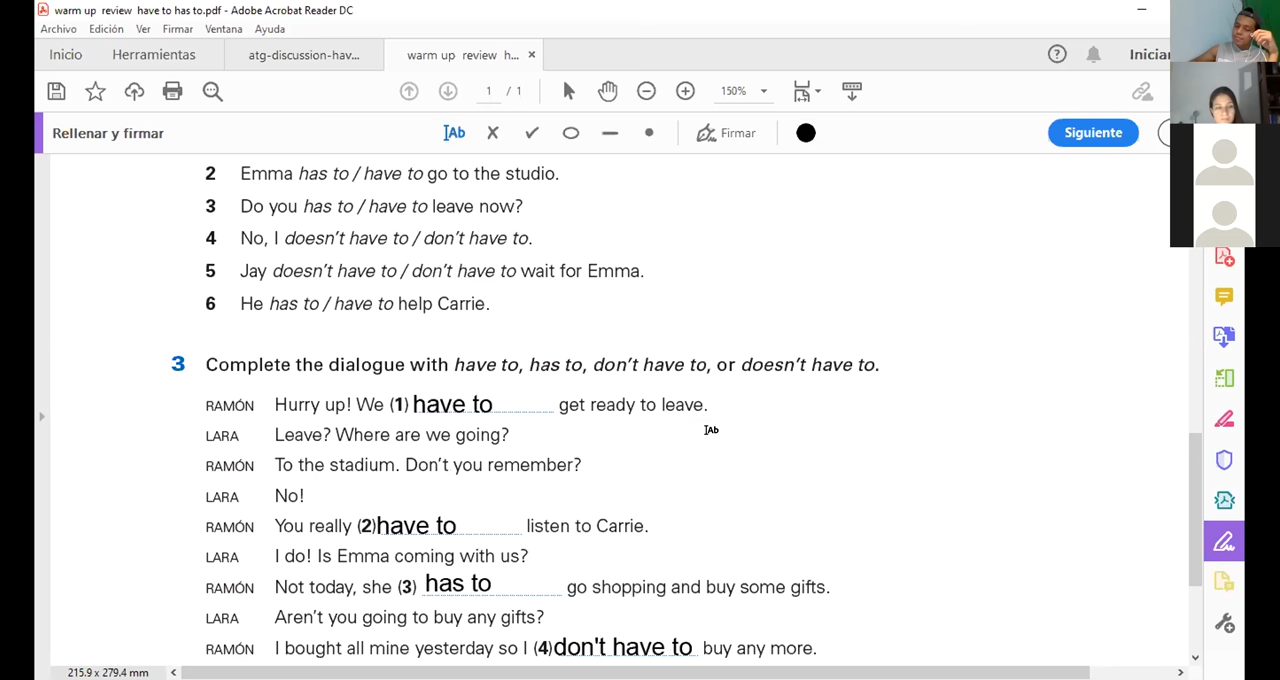 warm up review have to has to.pdf - Adobe Acrobat Reader DC
Archivo Edición Ver Firmar Ventana Ayuda
Inicio Herramientas atg-discussion-hav... warm up review h... × Iniciar
1 / 1 150%
Rellenar y firmar Ab Firmar Siguiente
2 Emma has to / have to go to the studio.
3 Do you has to / have to leave now?
4 No, I doesn't have to / don't have to.
5 Jay doesn't have to / don't have to wait for Emma.
6 He has to / have to help Carrie.
3 Complete the dialogue with have to, has to, don't have to, or doesn't have to.
RAMÓN Hurry up! We (1) have to get ready to leave.
LARA Leave? Where are we going?
RAMÓN To the stadium. Don't you remember?
LARA No!
RAMÓN You really (2) have to listen to Carrie.
LARA I do! Is Emma coming with us?
RAMÓN Not today, she (3) has to go shopping and buy some gifts.
LARA Aren't you going to buy any gifts?
RAMÓN I bought all mine yesterday so I (4) don't have to buy any more.
215.9 x 279.4 mm